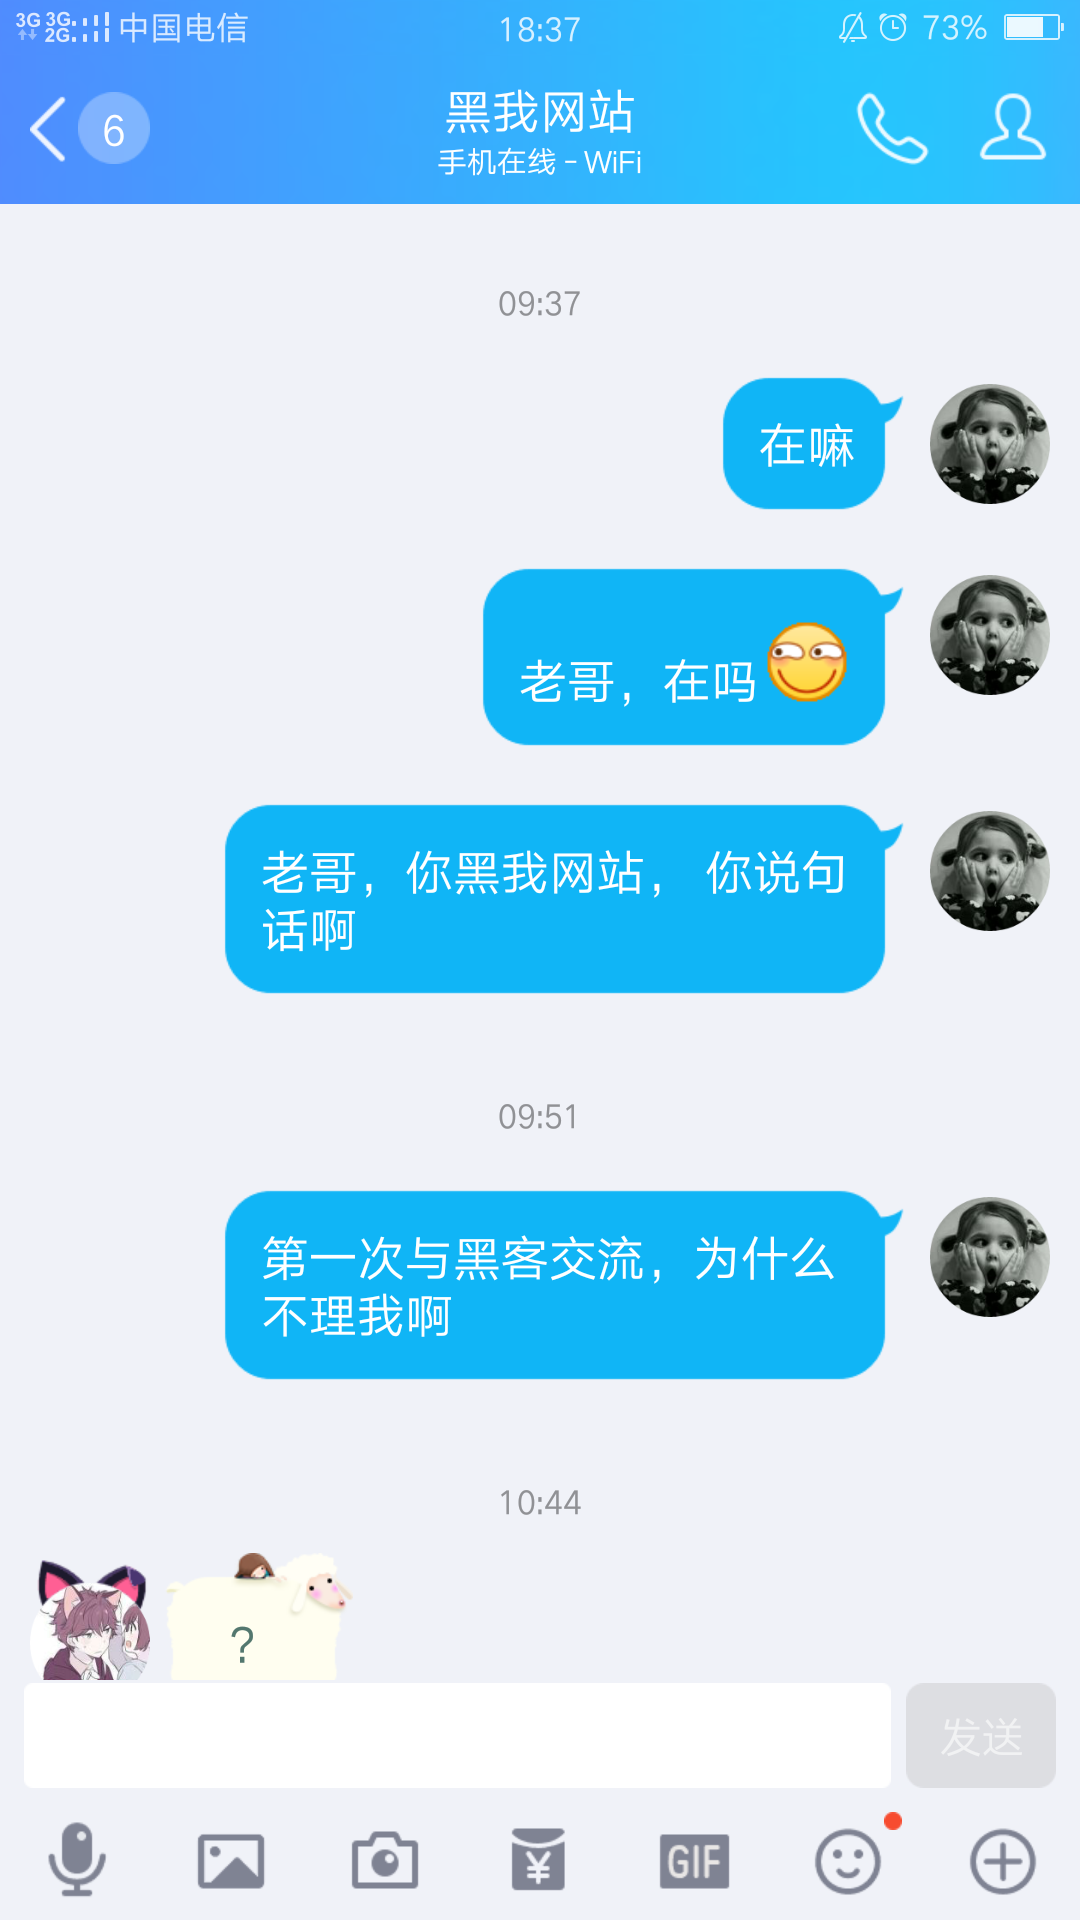 3G 3G 2G 中国电信 18:37 73%
6 黑我网站
手机在线 - WiFi
09:37
在嘛
老哥，在吗
老哥，你黑我网站， 你说句
话啊
09:51
第一次与黑客交流，为什么
不理我啊
10:44
?
发送
¥ GIF